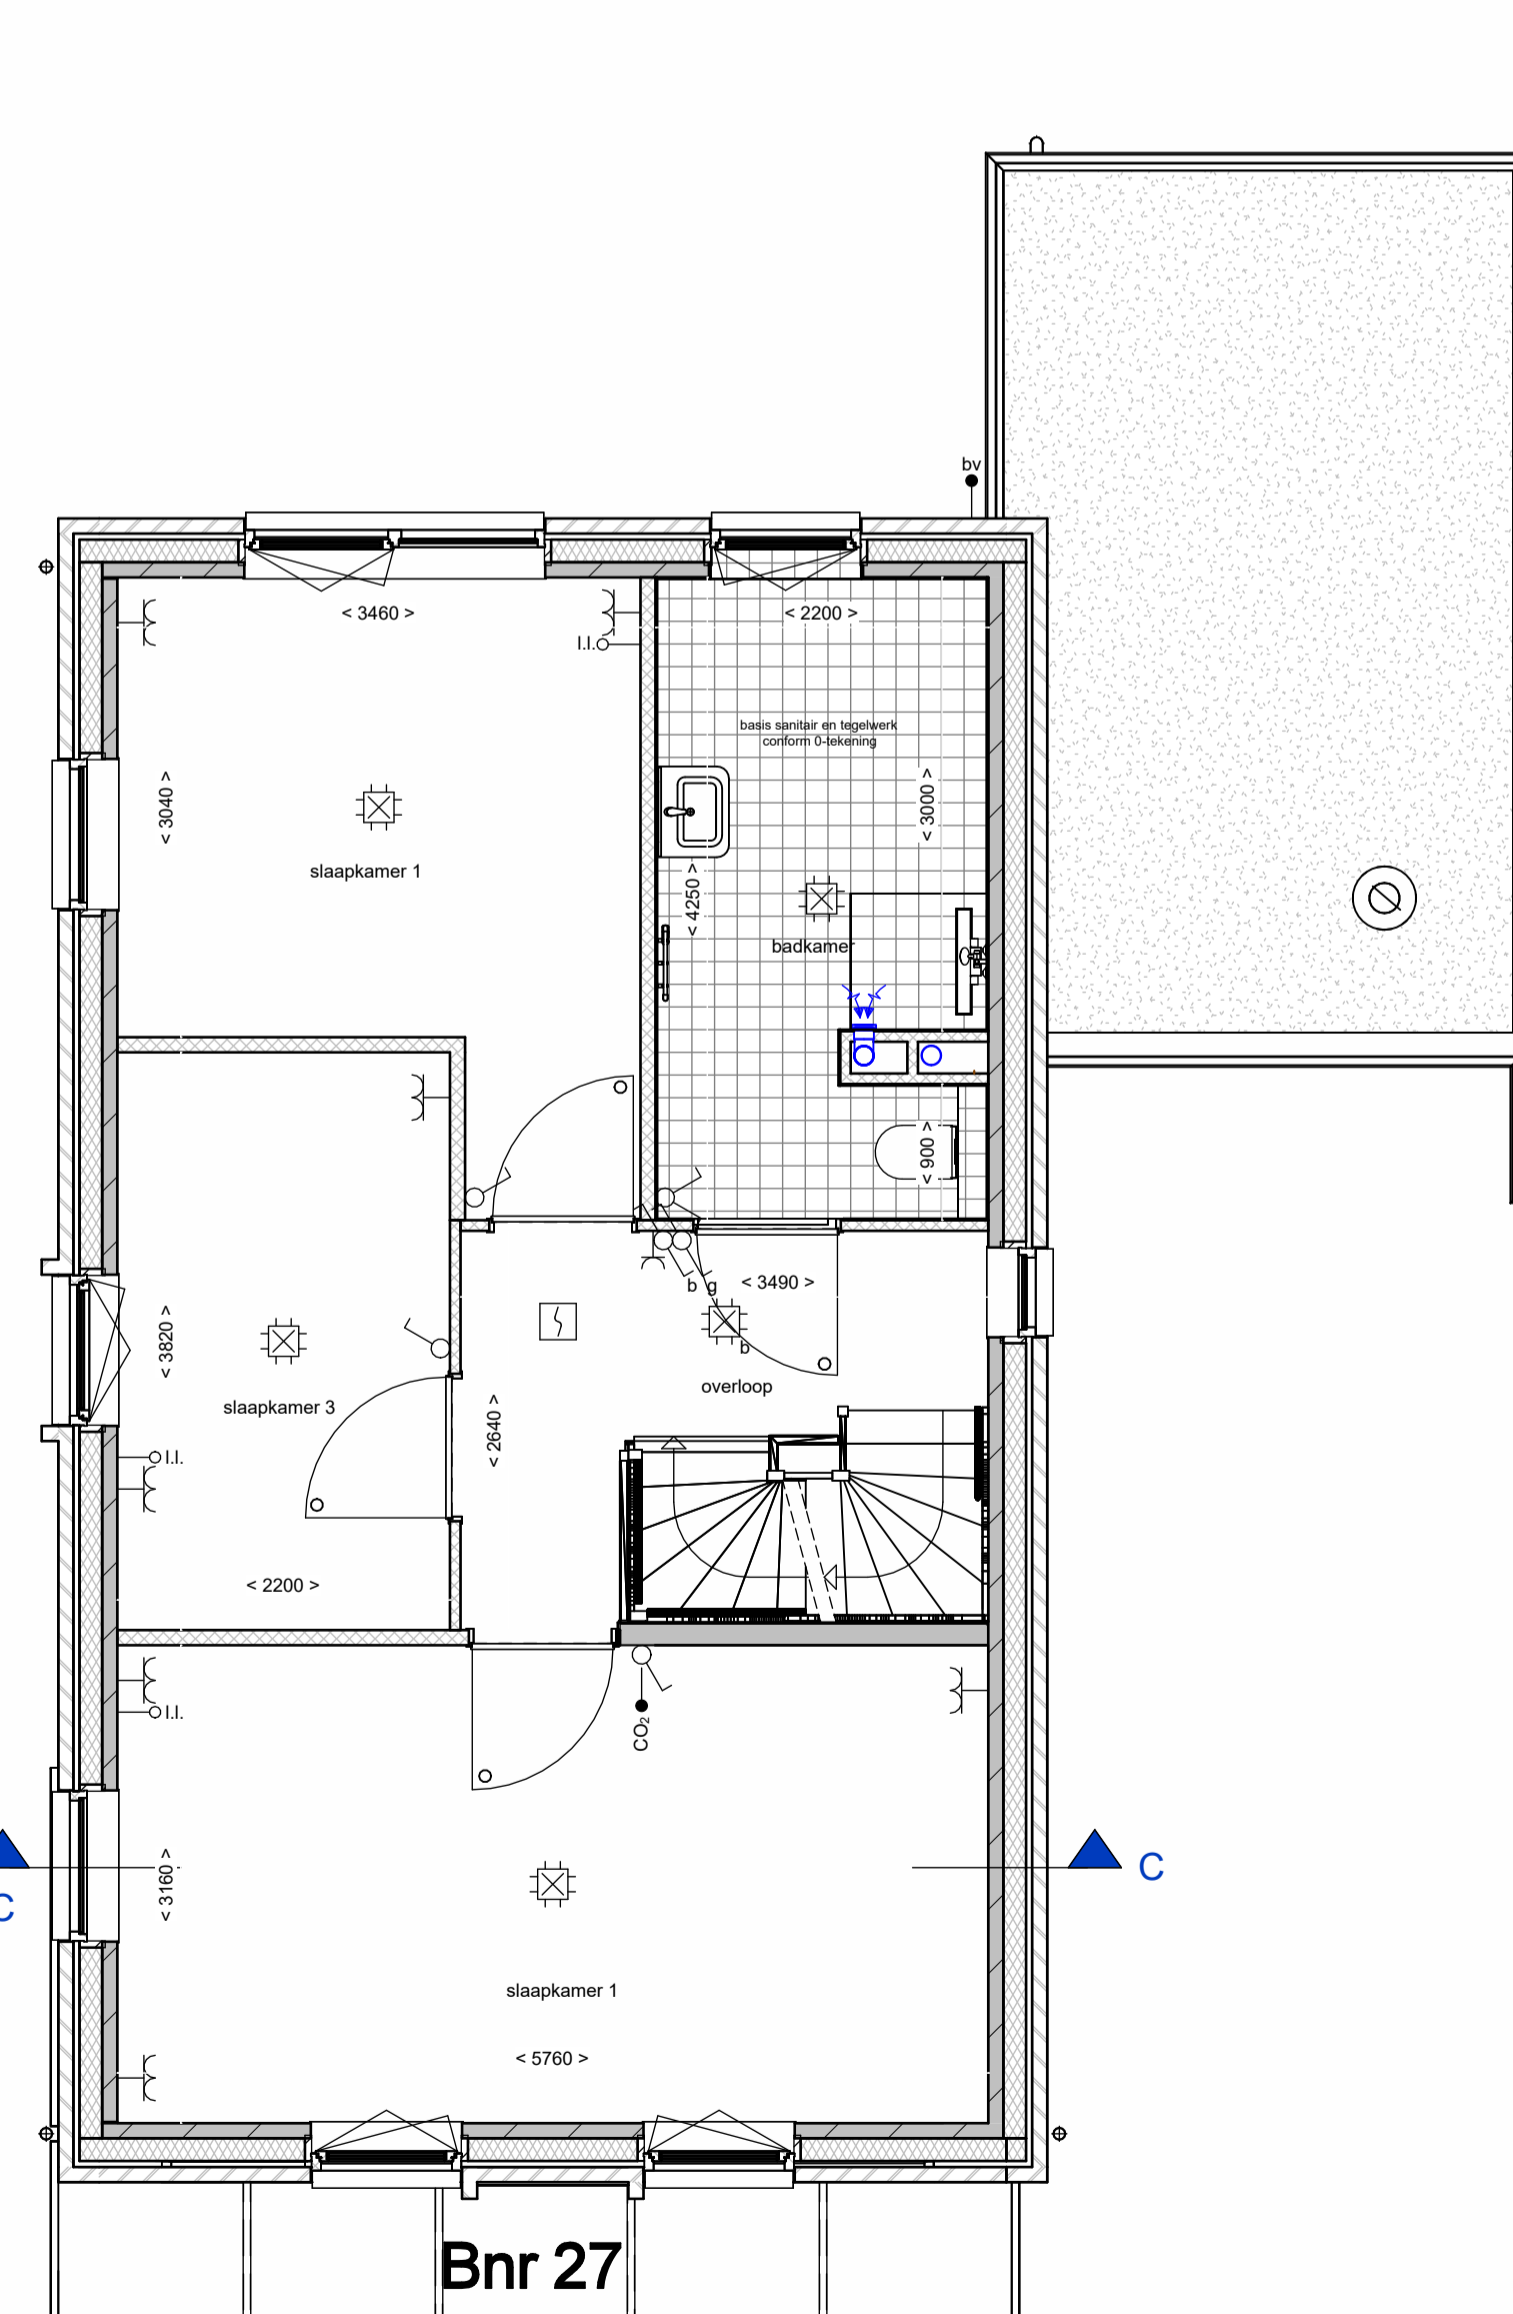 bv
< 3460 >
< 2200 >
l.l.
basis sanitair en tegelwerk
conform 0-tekening
< 3040 >
< 3000 >
slaapkamer 1
< 4250 >
badkamer
< 900 >
b g
< 3490 >
b
< 3820 >
overloop
slaapkamer 3
< 2640 >
l.l.
< 2200 >
l.l.
CO2
< 3160 >
C
C
slaapkamer 1
< 5760 >
Bnr 27